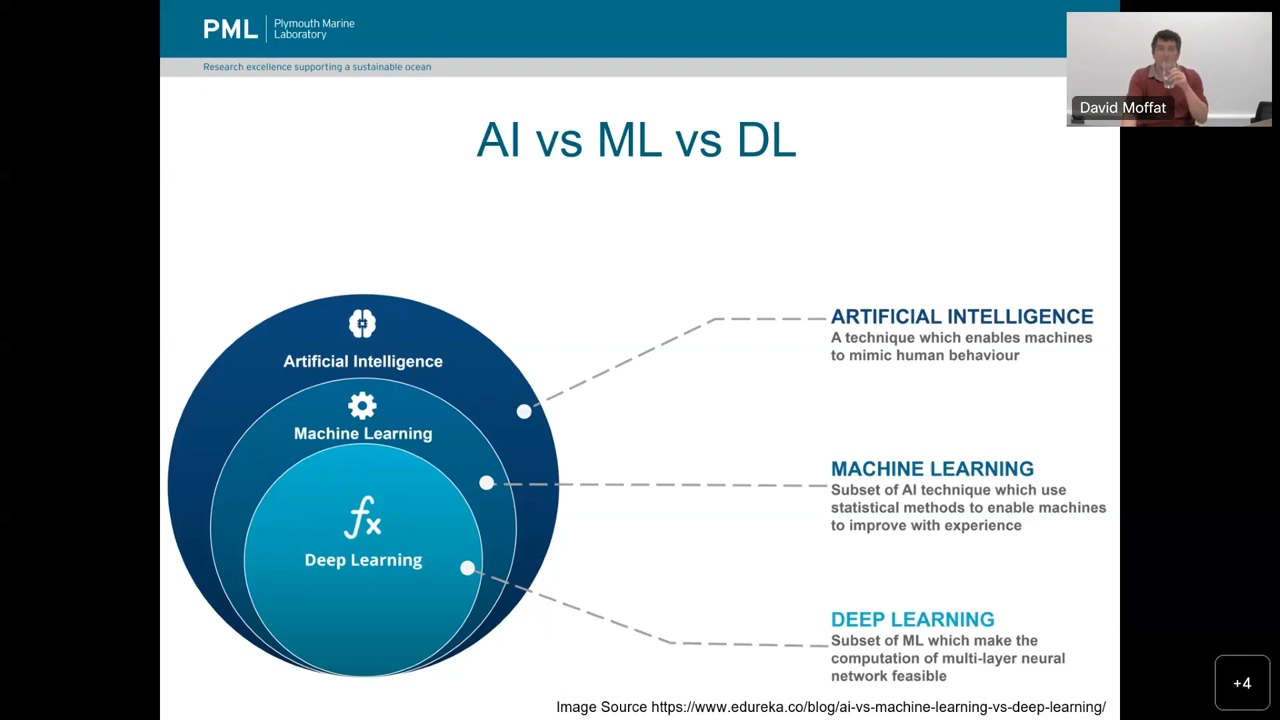 PML
Plymouth Marine
Laboratory
Research excellence supporting a sustainable ocean
David Moffat
AI vs ML vs DL
Artificial Intelligence
Machine Learning
fx
Deep Learning
ARTIFICIAL INTELLIGENCE
A technique which enables machines
to mimic human behaviour
MACHINE LEARNING
Subset of AI technique which use
statistical methods to enable machines
to improve with experience
DEEP LEARNING
Subset of ML which make the
computation of multi-layer neural
network feasible
Image Source https://www.edureka.co/blog/ai-vs-machine-learning-vs-deep-learning/
+4